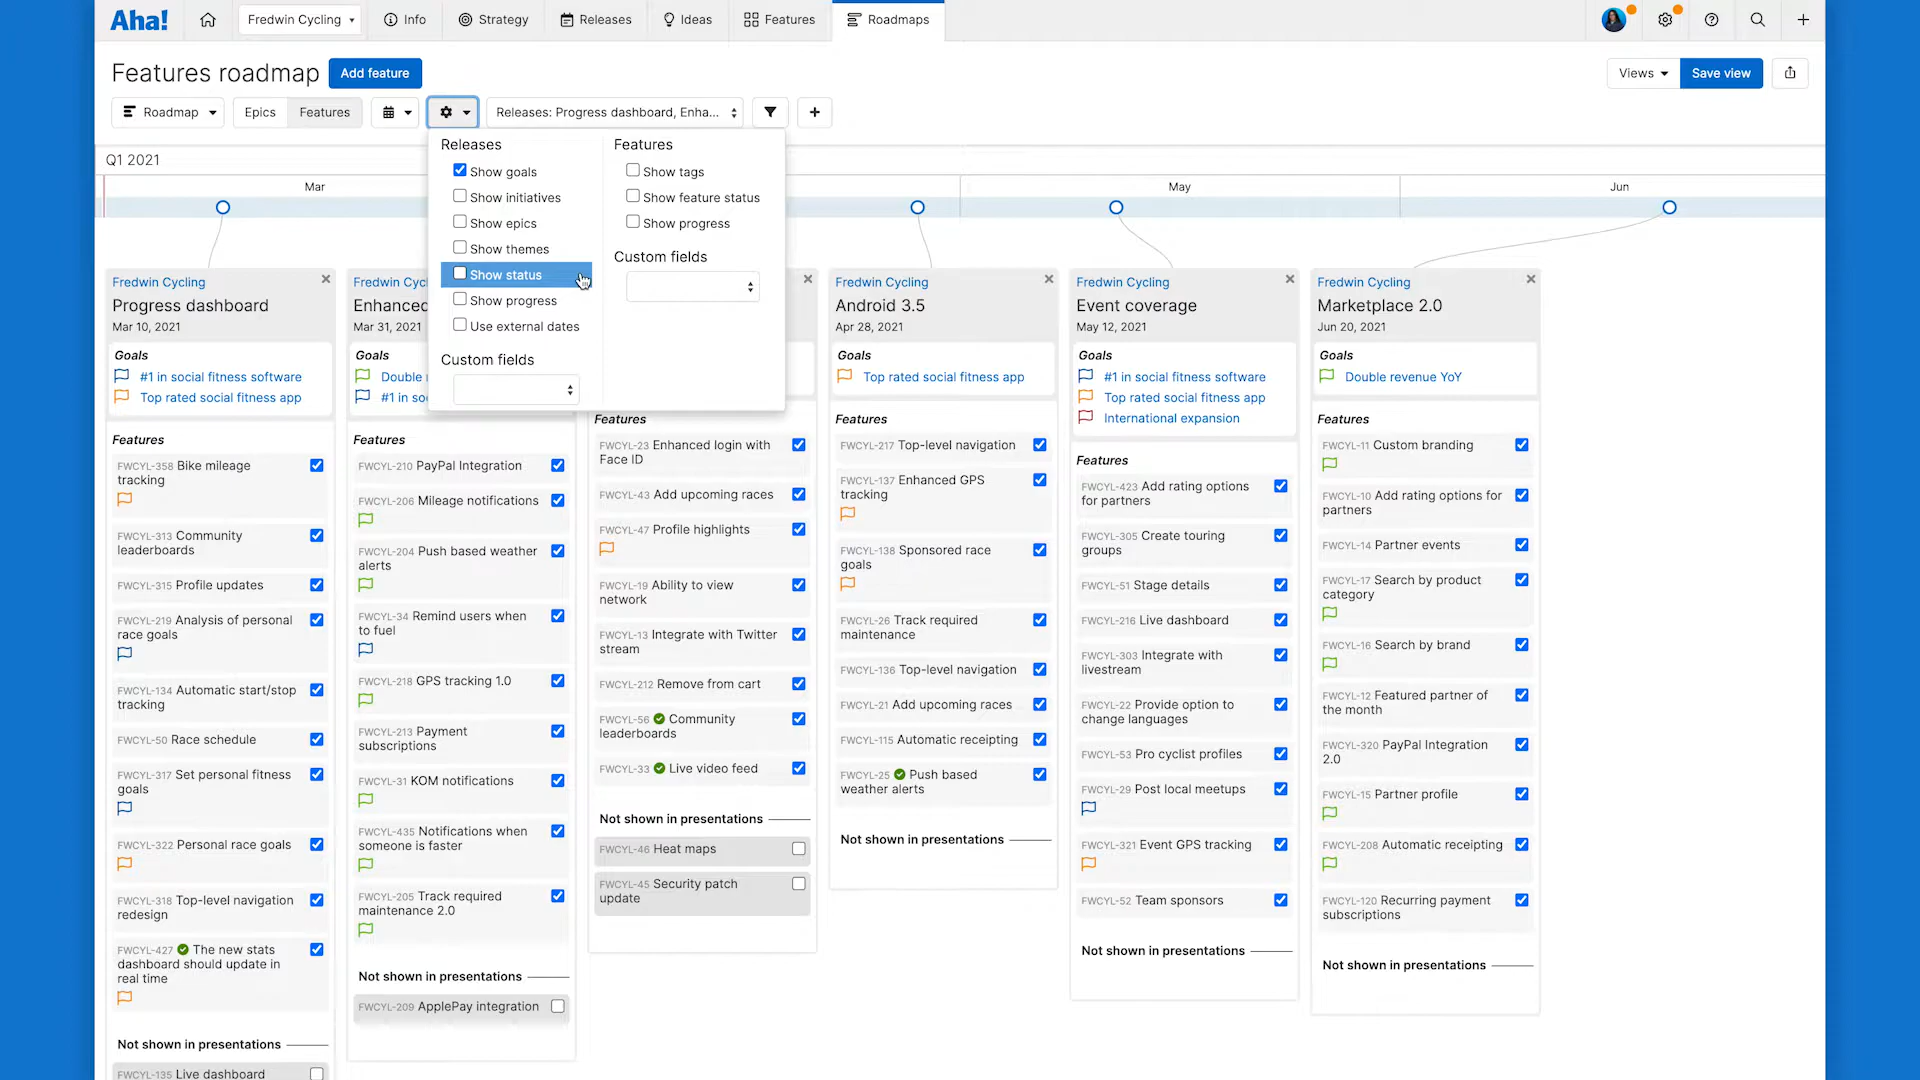 Aha!
Fredwin Cycling
Info
Strategy
Releases
Ideas
Features
Roadmaps
Features roadmap
Add feature
Views
Save view
Roadmap
Epics
Features
Releases: Progress dashboard, Enha...
Q1 2021
Mar
May
Jun
Releases
Show goals
Show initiatives
Show epics
Show themes
Show status
Show progress
Use external dates
Custom fields
Features
Show tags
Show feature status
Show progress
Custom fields
Fredwin Cycling
Progress dashboard
Mar 10, 2021
Goals
#1 in social fitness software
Top rated social fitness app
Features
FWCYL-358 Bike mileage
tracking
FWCYL-313 Community
leaderboards
FWCYL-315 Profile updates
FWCYL-219 Analysis of personal
race goals
FWCYL-134 Automatic start/stop
tracking
FWCYL-50 Race schedule
FWCYL-317 Set personal fitness
goals
FWCYL-322 Personal race goals
FWCYL-318 Top-level navigation
redesign
FWCYL-427 The new stats
dashboard should update in
real time
Not shown in presentations
FWCYL-135 Live dashboard
Fredwin Cyc
Enhanced
Mar 31, 2021
Goals
Double
#1 in so
Features
FWCYL-210 PayPal Integration
FWCYL-206 Mileage notifications
FWCYL-204 Push based weather
alerts
FWCYL-34 Remind users when
to fuel
FWCYL-218 GPS tracking 1.0
FWCYL-213 Payment
subscriptions
FWCYL-31 KOM notifications
FWCYL-435 Notifications when
someone is faster
FWCYL-205 Track required
maintenance 2.0
Not shown in presentations
FWCYL-209 ApplePay integration
Features
FWCYL-23 Enhanced login with
Face ID
FWCYL-43 Add upcoming races
FWCYL-47 Profile highlights
FWCYL-19 Ability to view
network
FWCYL-13 Integrate with Twitter
stream
FWCYL-212 Remove from cart
FWCYL-56 Community
leaderboards
FWCYL-33 Live video feed
Not shown in presentations
FWCYL-46 Heat maps
FWCYL-45 Security patch
update
Fredwin Cycling
Android 3.5
Apr 28, 2021
Goals
Top rated social fitness app
Features
FWCYL-217 Top-level navigation
FWCYL-137 Enhanced GPS
tracking
FWCYL-138 Sponsored race
goals
FWCYL-26 Track required
maintenance
FWCYL-136 Top-level navigation
FWCYL-21 Add upcoming races
FWCYL-115 Automatic receipting
FWCYL-25 Push based
weather alerts
Not shown in presentations
Fredwin Cycling
Event coverage
May 12, 2021
Goals
#1 in social fitness software
Top rated social fitness app
International expansion
Features
FWCYL-423 Add rating options
for partners
FWCYL-305 Create touring
groups
FWCYL-51 Stage details
FWCYL-216 Live dashboard
FWCYL-303 Integrate with
livestream
FWCYL-22 Provide option to
change languages
FWCYL-53 Pro cyclist profiles
FWCYL-29 Post local meetups
FWCYL-321 Event GPS tracking
FWCYL-52 Team sponsors
Not shown in presentations
Fredwin Cycling
Marketplace 2.0
Jun 20, 2021
Goals
Double revenue YoY
Features
FWCYL-11 Custom branding
FWCYL-10 Add rating options for
partners
FWCYL-14 Partner events
FWCYL-17 Search by product
category
FWCYL-16 Search by brand
FWCYL-12 Featured partner of
the month
FWCYL-320 PayPal Integration
2.0
FWCYL-15 Partner profile
FWCYL-208 Automatic receipting
FWCYL-120 Recurring payment
subscriptions
Not shown in presentations